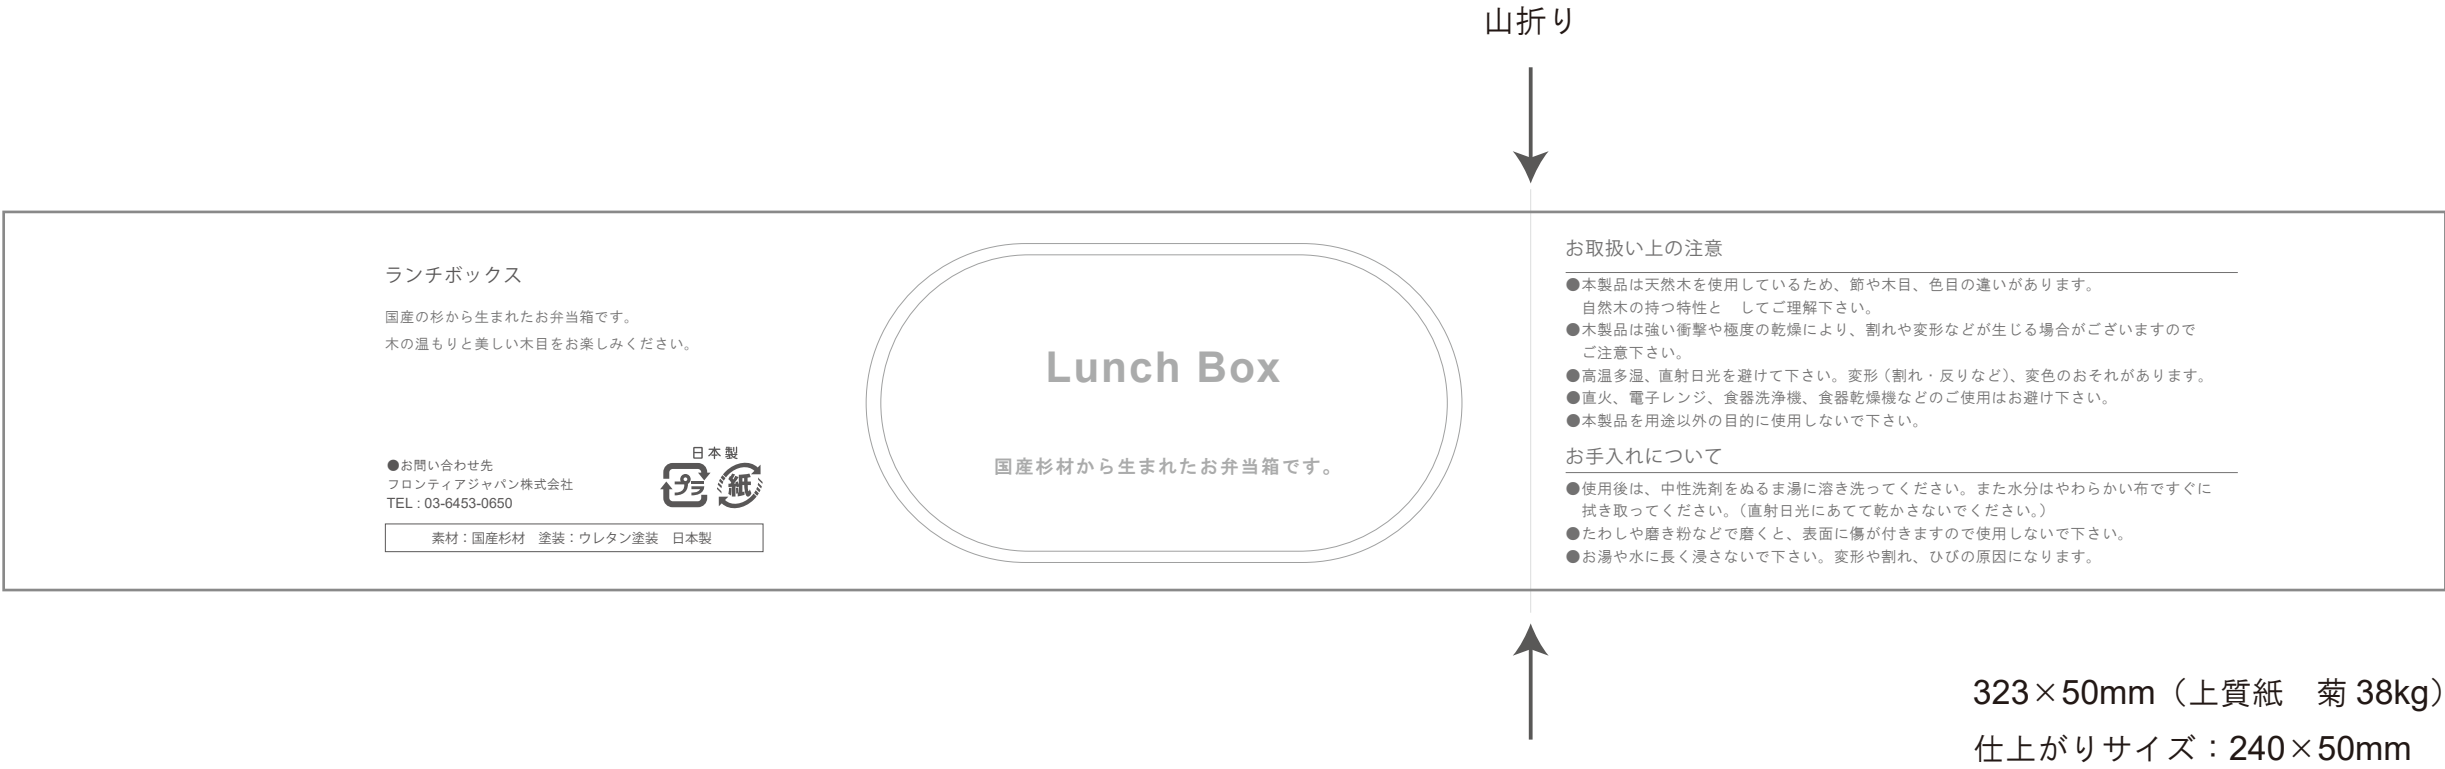 山折り
ランチボックス
国産の杉から生まれたお弁当箱です。
木の温もりと美しい木目をお楽しみください。
●お問い合わせ先
フロンティアジャパン株式会社
TEL : 03-6453-0650
日本製
プラ
紙
素材：国産杉材　塗装：ウレタン塗装　日本製
Lunch Box
国産杉材から生まれたお弁当箱です。
お取扱い上の注意
●本製品は天然木を使用しているため、節や木目、色目の違いがあります。
自然木の持つ特性と　してご理解下さい。
●木製品は強い衝撃や極度の乾燥により、割れや変形などが生じる場合がございますので
ご注意下さい。
●高温多湿、直射日光を避けて下さい。変形（割れ・反りなど）、変色のおそれがあります。
●直火、電子レンジ、食器洗浄機、食器乾燥機などのご使用はお避け下さい。
●本製品を用途以外の目的に使用しないで下さい。
お手入れについて
●使用後は、中性洗剤をぬるま湯に溶き洗ってください。また水分はやわらかい布ですぐに
拭き取ってください。（直射日光にあてて乾かさないでください。）
●たわしや磨き粉などで磨くと、表面に傷が付きますので使用しないで下さい。
●お湯や水に長く浸さないで下さい。変形や割れ、ひびの原因になります。
323×50mm（上質紙　菊 38kg）
仕上がりサイズ：240×50mm